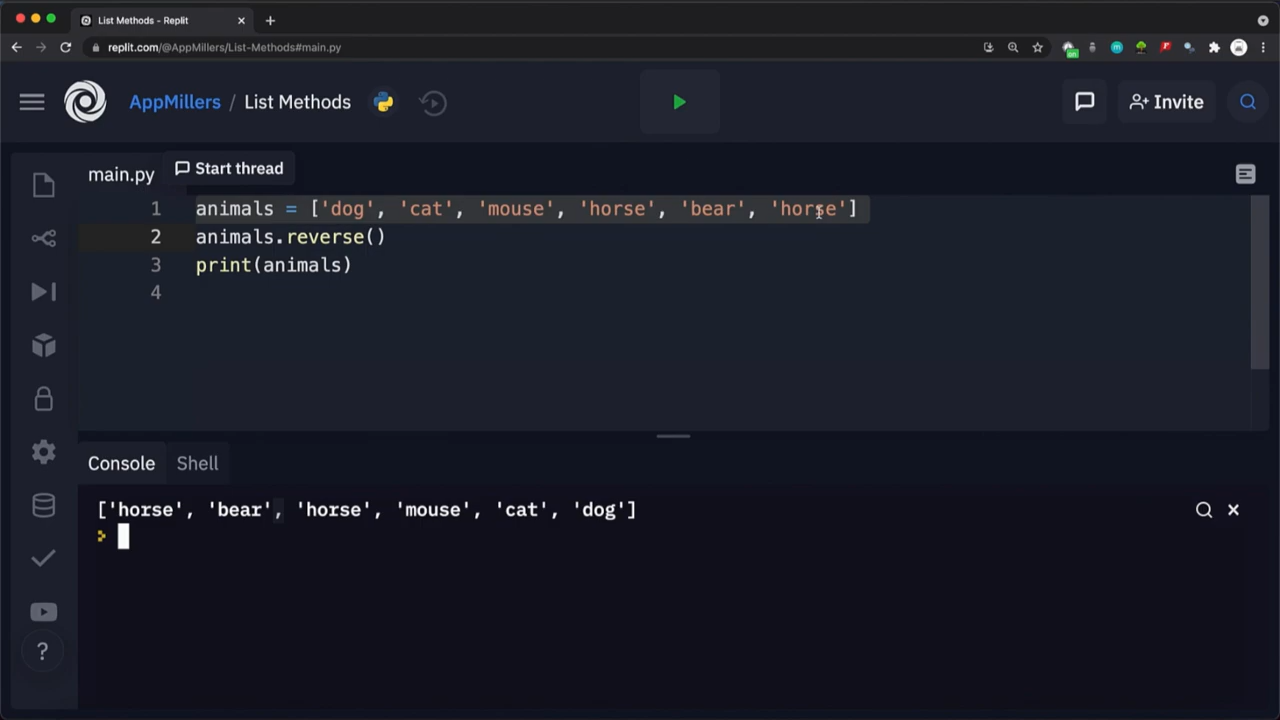 List Methods - Replit
replit.com/@AppMillers/List-Methods#main.py
AppMillers / List Methods
Invite
main.py
Start thread
1 animals = ['dog', 'cat', 'mouse', 'horse', 'bear', 'horse']
2 animals.reverse()
3 print(animals)
4
Console
Shell
['horse', 'bear', 'horse', 'mouse', 'cat', 'dog']